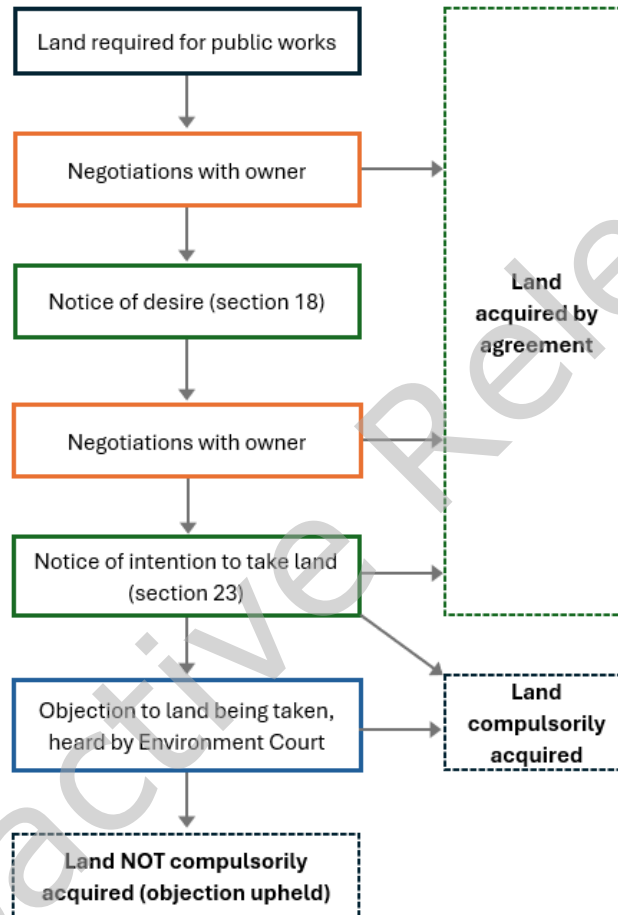 Land required for public works
Negotiations with owner
Notice of desire (section 18)
Negotiations with owner
Notice of intention to take land
(section 23)
Objection to land being taken,
heard by Environment Court
Land NOT compulsorily
acquired (objection upheld)
Land
acquired by
agreement
Land
compulsorily
acquired
active Rele